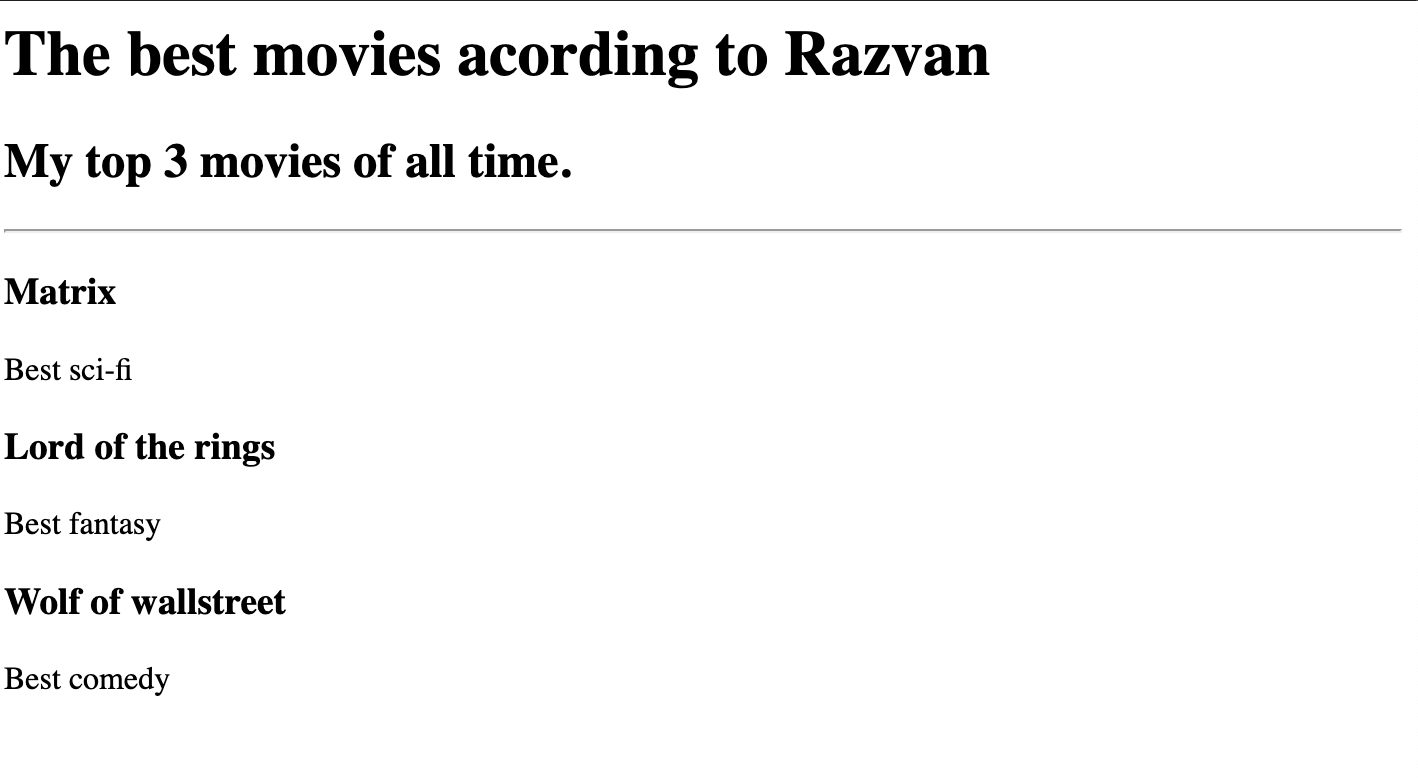 The best movies acording to Razvan
My top 3 movies of all time.
Matrix
Best sci-fi
Lord of the rings
Best fantasy
Wolf of wallstreet
Best comedy